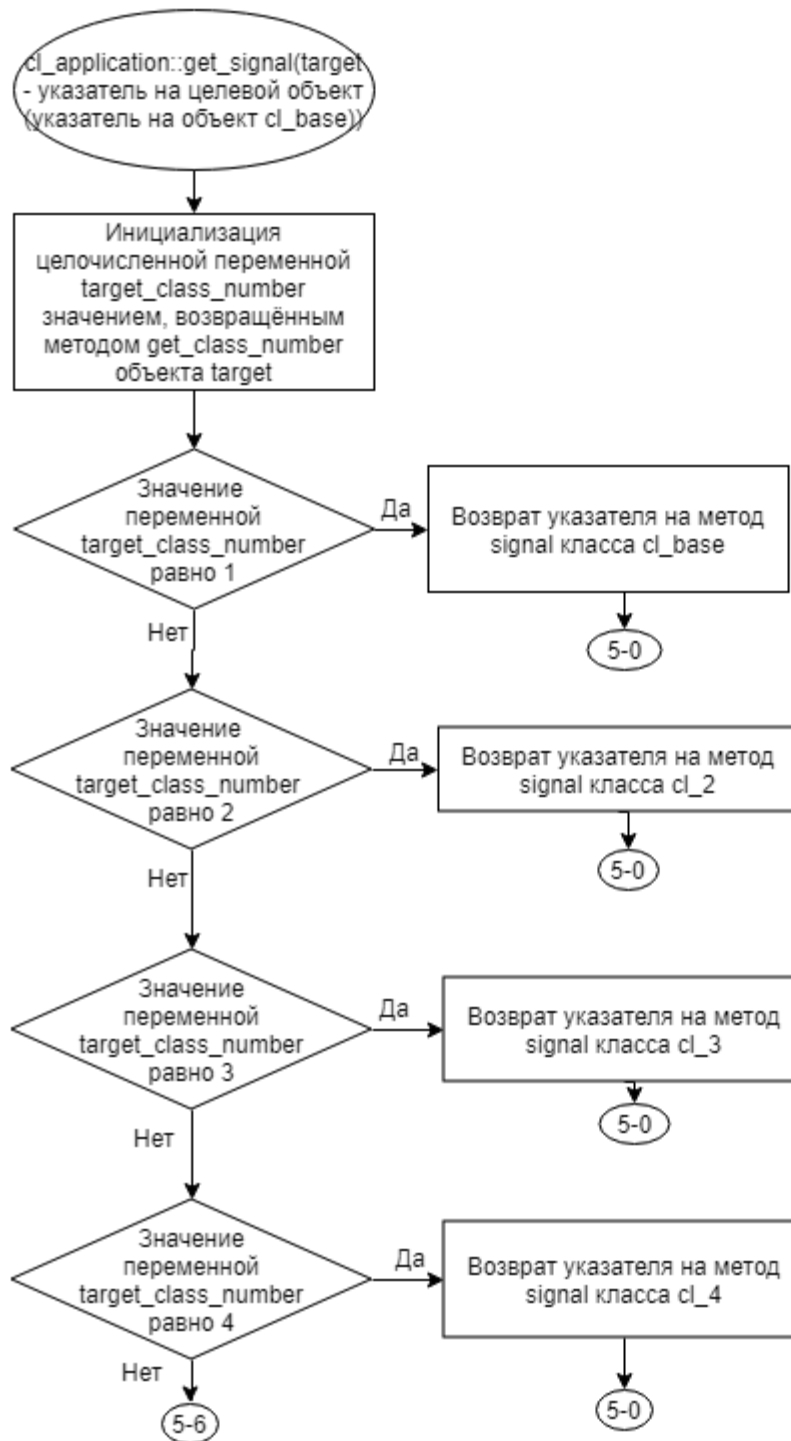 cl_application::get_signal(target
- указатель на целевой объект
(указатель на объект cl_base))
Инициализация
целочисленной переменной
target_class_number
значением, возвращённым
методом get_class_number
объекта target
Значение
переменной
target_class_number
равно 1
Да
Возврат указателя на метод
signal класса cl_base
5-0
Нет
Значение
переменной
target_class_number
равно 2
Да
Возврат указателя на метод
signal класса cl_2
5-0
Нет
Значение
переменной
target_class_number
равно 3
Да
Возврат указателя на метод
signal класса cl_3
5-0
Нет
Значение
переменной
target_class_number
равно 4
Да
Возврат указателя на метод
signal класса cl_4
5-0
Нет
5-6